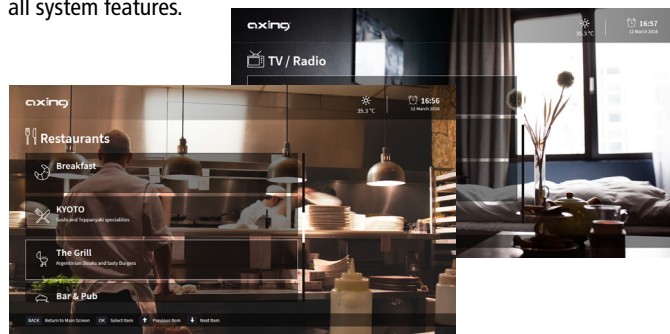 all system features.
axing
35.3 °C
16:57
12 March 2018
TV / Radio
axing
35.3 °C
16:56
12 March 2018
Restaurants
Breakfast
KYOTO
Sushi and Teppanyaki specialities
The Grill
Argentinian Steaks and tasty Burgers
Bar & Pub
BACK Return to Main Screen OK Select Item Previous Item Next Item